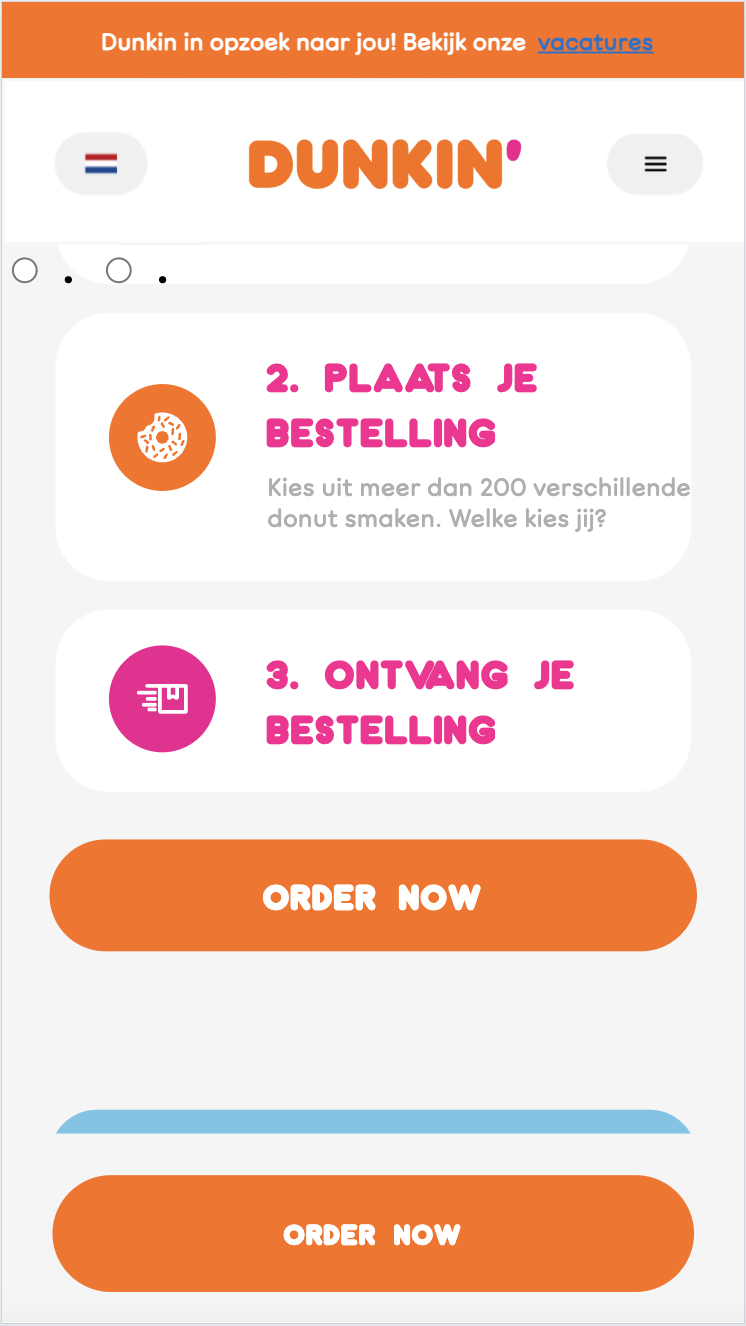 Dunkin in opzoek naar jou! Bekijk onze vacatures
DUNKIN'
2. PLAATS JE
BESTELLING
Kies uit meer dan 200 verschillende
donut smaken. Welke kies jij?
3. ONTVANG JE
BESTELLING
ORDER NOW
ORDER NOW